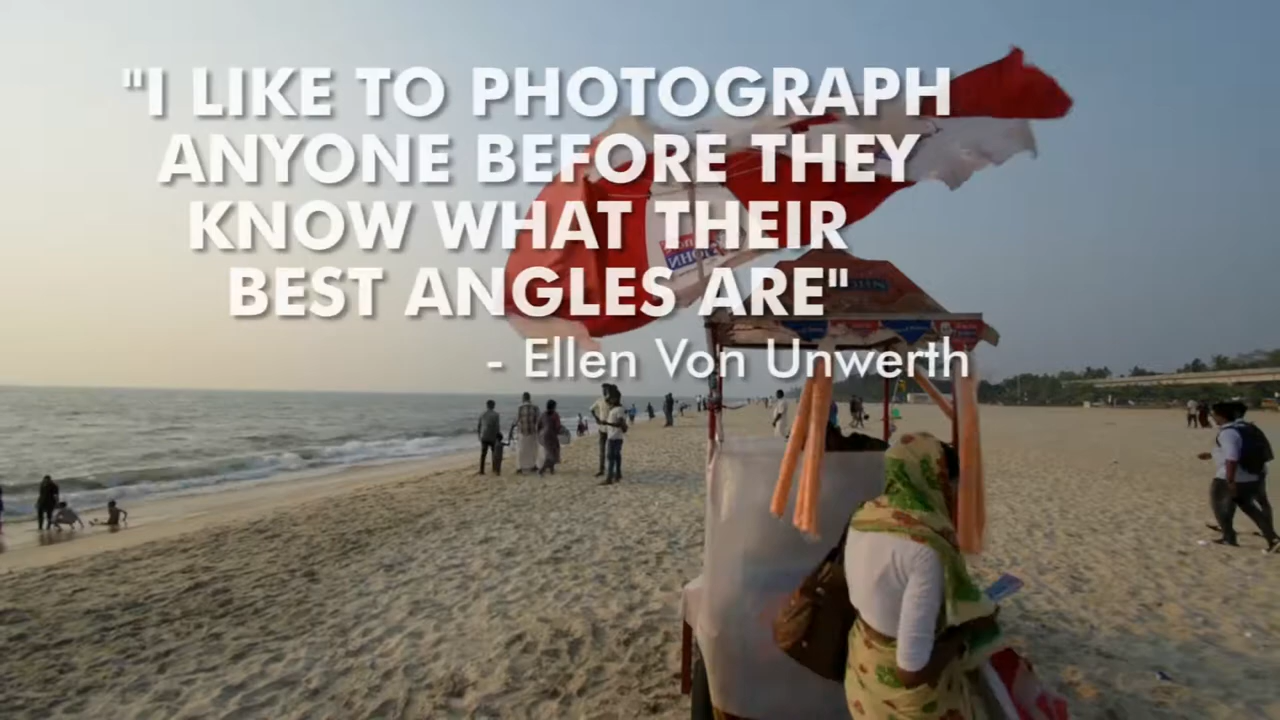 "I LIKE TO PHOTOGRAPH
ANYONE BEFORE THEY
KNOW WHAT THEIR
BEST ANGLES ARE"
- Ellen Von Unwerth